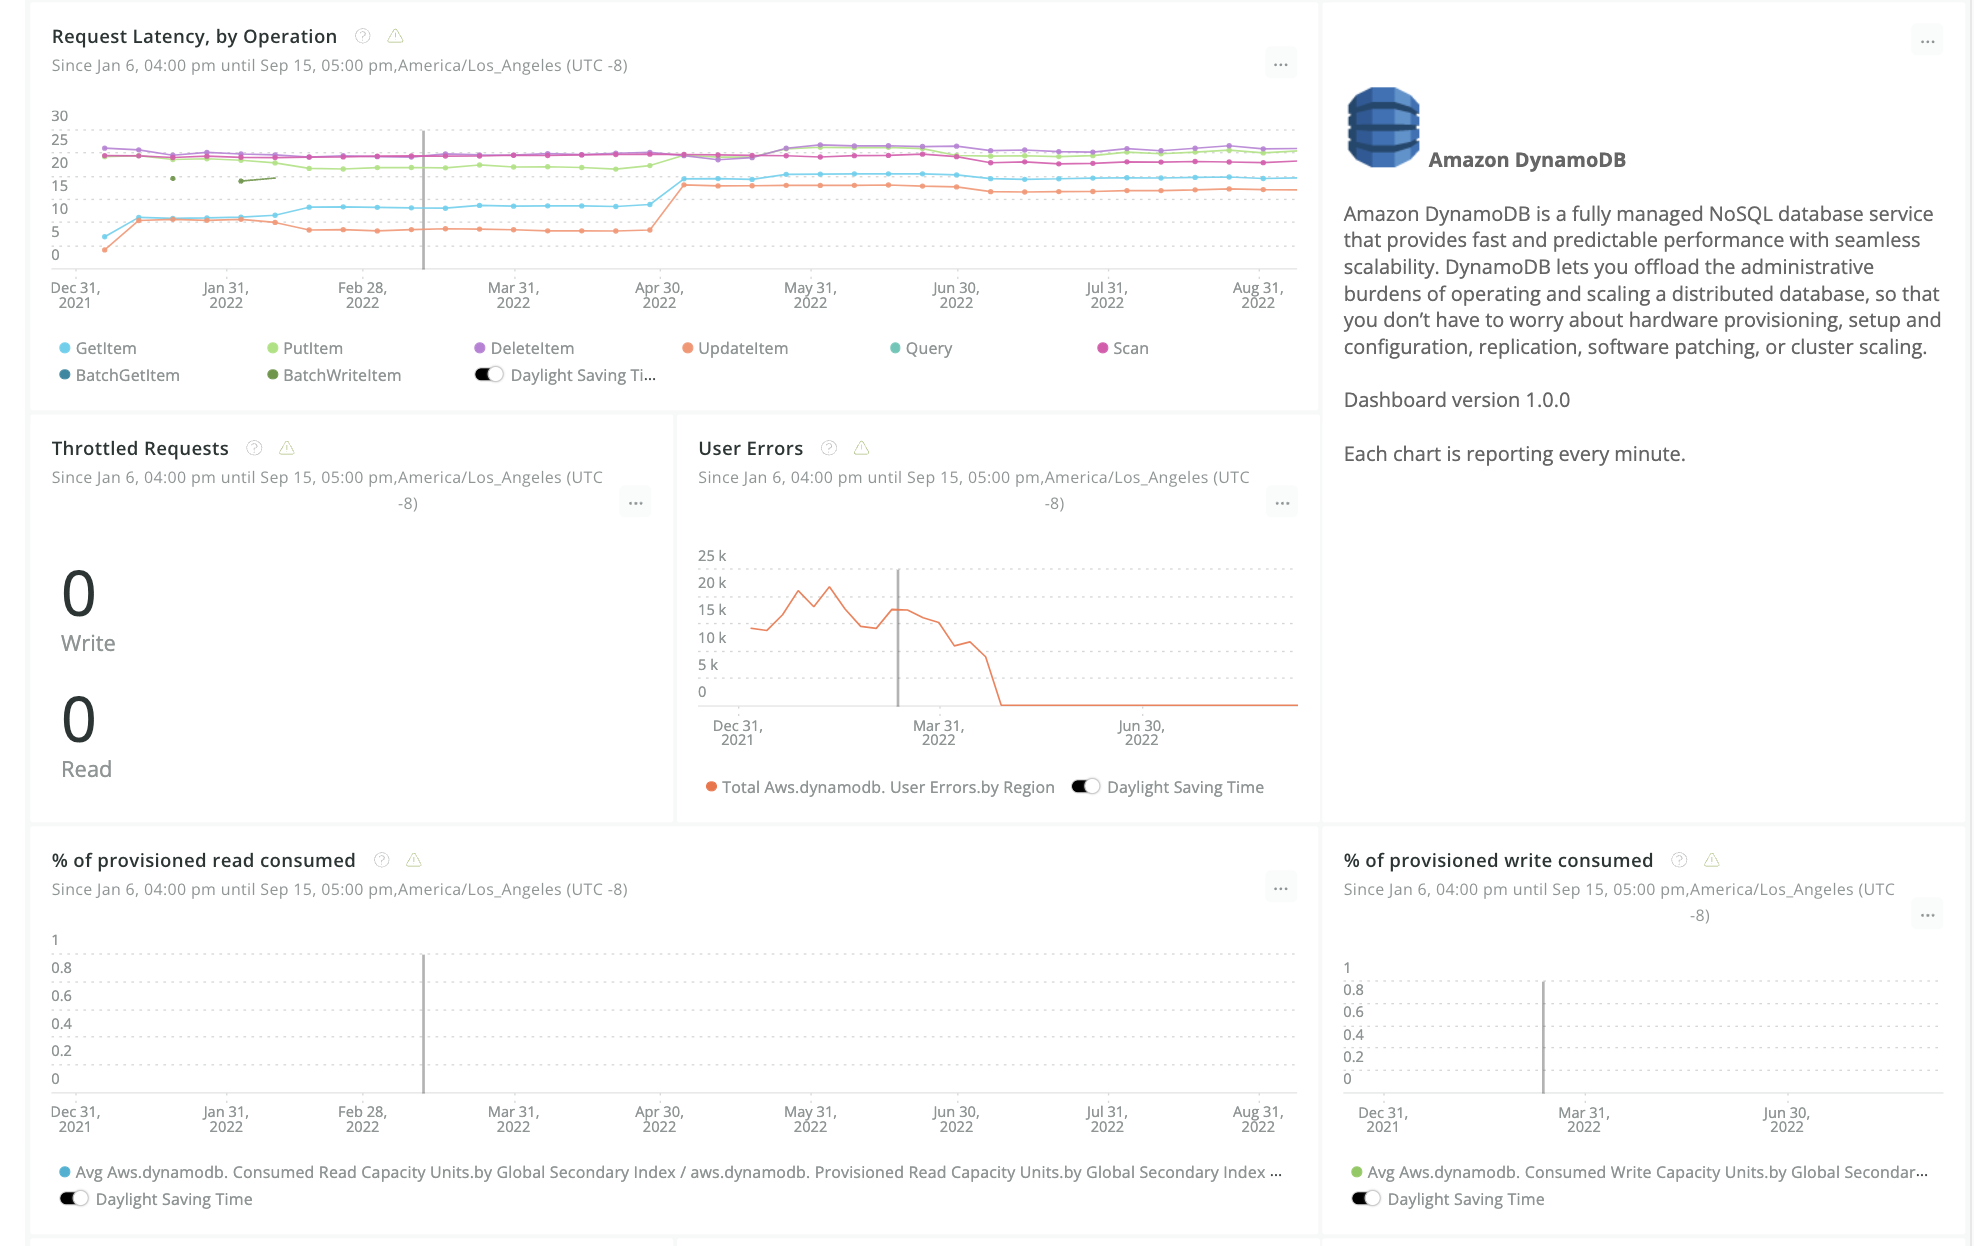 Request Latency, by Operation
Since Jan 6, 04:00 pm until Sep 15, 05:00 pm,America/Los_Angeles (UTC -8)
...
30
25
20
15
10
5
0
Dec 31, 2021
Jan 31, 2022
Feb 28, 2022
Mar 31, 2022
Apr 30, 2022
May 31, 2022
Jun 30, 2022
Jul 31, 2022
Aug 31, 2022
GetItem PutItem DeleteItem UpdateItem Query Scan
BatchGetItem BatchWriteItem Daylight Saving Ti...
...
Amazon DynamoDB
Amazon DynamoDB is a fully managed NoSQL database service
that provides fast and predictable performance with seamless
scalability. DynamoDB lets you offload the administrative
burdens of operating and scaling a distributed database, so that
you don’t have to worry about hardware provisioning, setup and
configuration, replication, software patching, or cluster scaling.
Dashboard version 1.0.0
Each chart is reporting every minute.
Throttled Requests
Since Jan 6, 04:00 pm until Sep 15, 05:00 pm,America/Los_Angeles (UTC
-8)
...
0
Write
0
Read
User Errors
Since Jan 6, 04:00 pm until Sep 15, 05:00 pm,America/Los_Angeles (UTC
-8)
...
25 k
20 k
15 k
10 k
5 k
0
Dec 31, 2021
Mar 31, 2022
Jun 30, 2022
Total Aws.dynamodb. User Errors.by Region Daylight Saving Time
% of provisioned read consumed
Since Jan 6, 04:00 pm until Sep 15, 05:00 pm,America/Los_Angeles (UTC -8)
...
1
0.8
0.6
0.4
0.2
0
Dec 31, 2021
Jan 31, 2022
Feb 28, 2022
Mar 31, 2022
Apr 30, 2022
May 31, 2022
Jun 30, 2022
Jul 31, 2022
Aug 31, 2022
Avg Aws.dynamodb. Consumed Read Capacity Units.by Global Secondary Index / aws.dynamodb. Provisioned Read Capacity Units.by Global Secondary Index ...
Daylight Saving Time
% of provisioned write consumed
Since Jan 6, 04:00 pm until Sep 15, 05:00 pm,America/Los_Angeles (UTC
-8)
...
1
0.8
0.6
0.4
0.2
0
Dec 31, 2021
Mar 31, 2022
Jun 30, 2022
Avg Aws.dynamodb. Consumed Write Capacity Units.by Global Secondar...
Daylight Saving Time